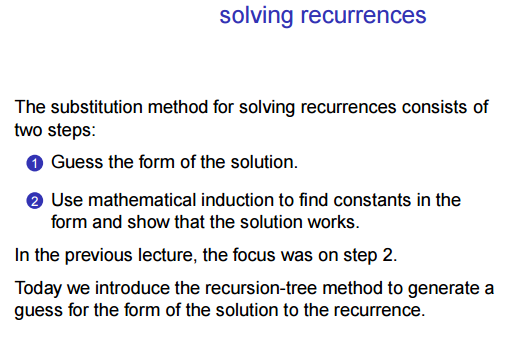 solving recurrences
The substitution method for solving recurrences consists of
two steps:
1 Guess the form of the solution.
2 Use mathematical induction to find constants in the
form and show that the solution works.
In the previous lecture, the focus was on step 2.
Today we introduce the recursion-tree method to generate a
guess for the form of the solution to the recurrence.